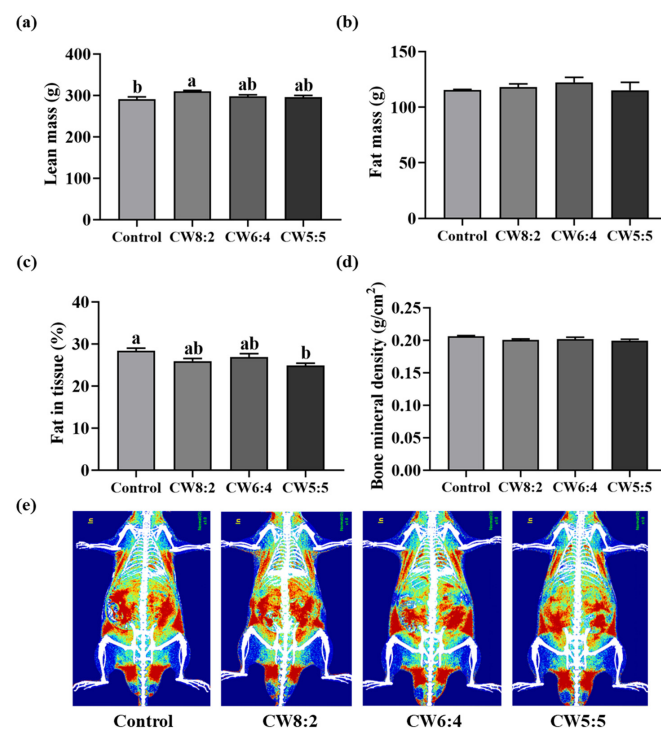 (a)
Lean mass (g)
400
300
200
100
0
b
a
ab
ab
Control CW8:2 CW6:4 CW5:5
(b)
Fat mass (g)
150
100
50
0
Control CW8:2 CW6:4 CW5:5
(c)
Fat in tissue (%)
40
30
20
10
0
a
ab
ab
b
Control CW8:2 CW6:4 CW5:5
(d)
Bone mineral density (g/cm²)
0.25
0.20
0.15
0.10
0.05
0.00
Control CW8:2 CW6:4 CW5:5
(e)
Control CW8:2 CW6:4 CW5:5